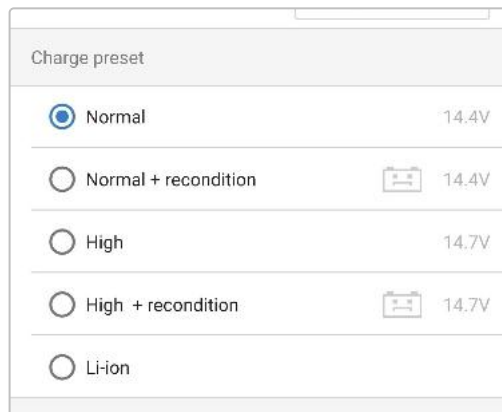 Charge preset
Normal 14.4V
Normal + recondition 14.4V
High 14.7V
High + recondition 14.7V
Li-ion